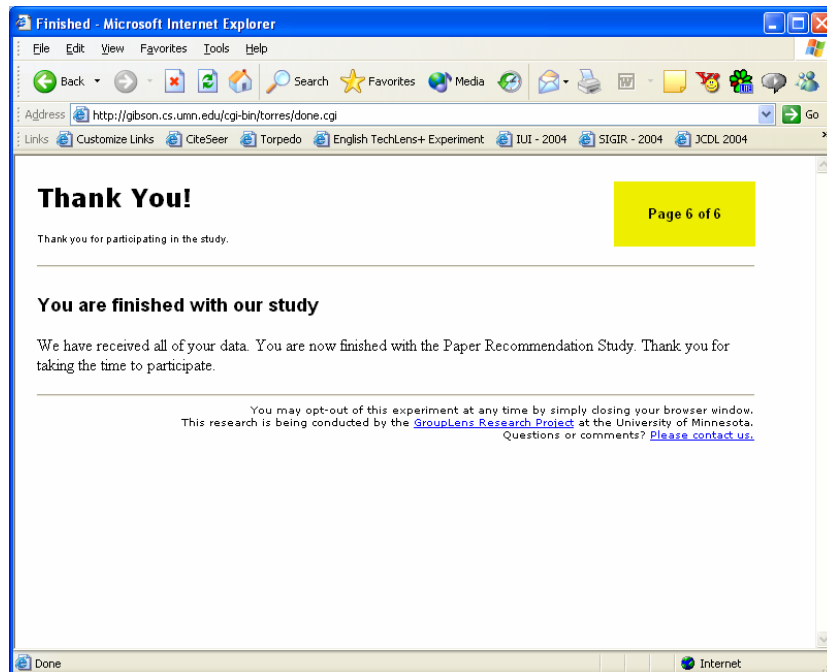 Finished - Microsoft Internet Explorer
File Edit View Favorites Tools Help
Back Search Favorites Media
Address http://gibson.cs.umn.edu/cgi-bin/torres/done.cgi Go
Links Customize Links CiteSeer Torpedo English TechLens+ Experiment IUI - 2004 SIGIR - 2004 JCDL 2004 »
Thank You!
Page 6 of 6
Thank you for participating in the study.
You are finished with our study
We have received all of your data. You are now finished with the Paper Recommendation Study. Thank you for
taking the time to participate.
You may opt-out of this experiment at any time by simply closing your browser window.
This research is being conducted by the GroupLens Research Project at the University of Minnesota.
Questions or comments? Please contact us.
Done Internet